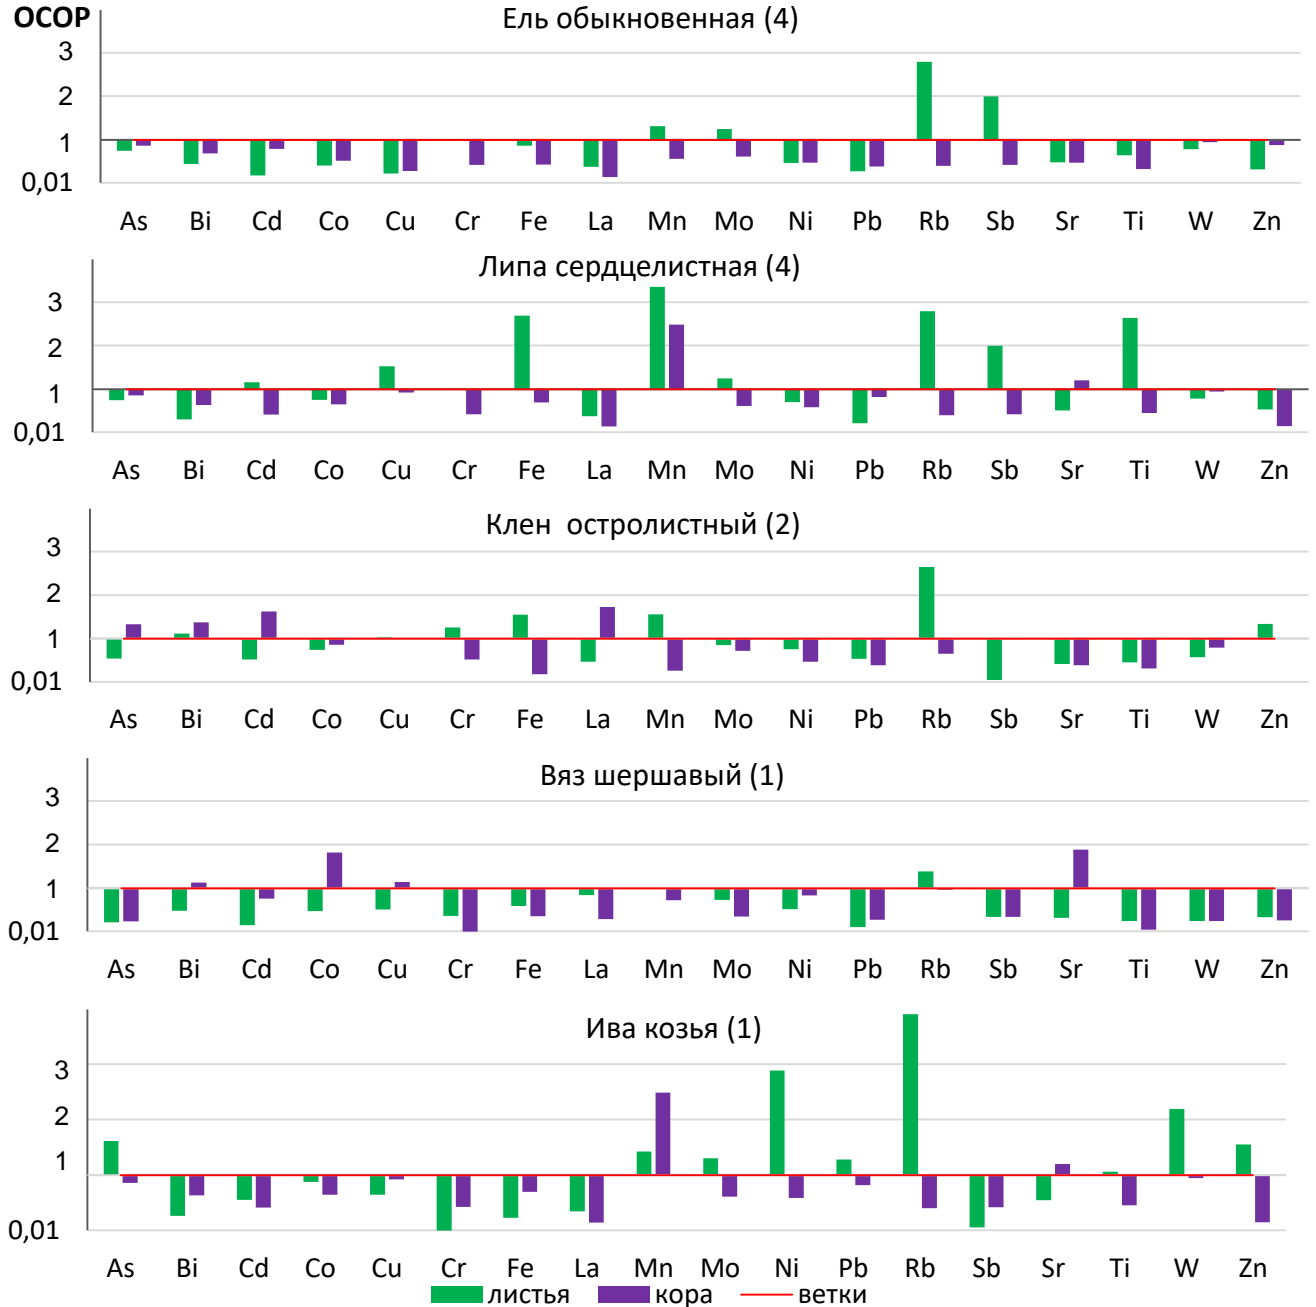 ОСОР
Ель обыкновенная (4)
3
2
1
0,01
As Bi Cd Co Cu Cr Fe La Mn Mo Ni Pb Rb Sb Sr Ti W Zn
Липа сердцелистная (4)
3
2
1
0,01
As Bi Cd Co Cu Cr Fe La Mn Mo Ni Pb Rb Sb Sr Ti W Zn
Клен остролистный (2)
3
2
1
0,01
As Bi Cd Co Cu Cr Fe La Mn Mo Ni Pb Rb Sb Sr Ti W Zn
Вяз шершавый (1)
3
2
1
0,01
As Bi Cd Co Cu Cr Fe La Mn Mo Ni Pb Rb Sb Sr Ti W Zn
Ива козья (1)
3
2
1
0,01
As Bi Cd Co Cu Cr Fe La Mn Mo Ni Pb Rb Sb Sr Ti W Zn
листья кора ветки